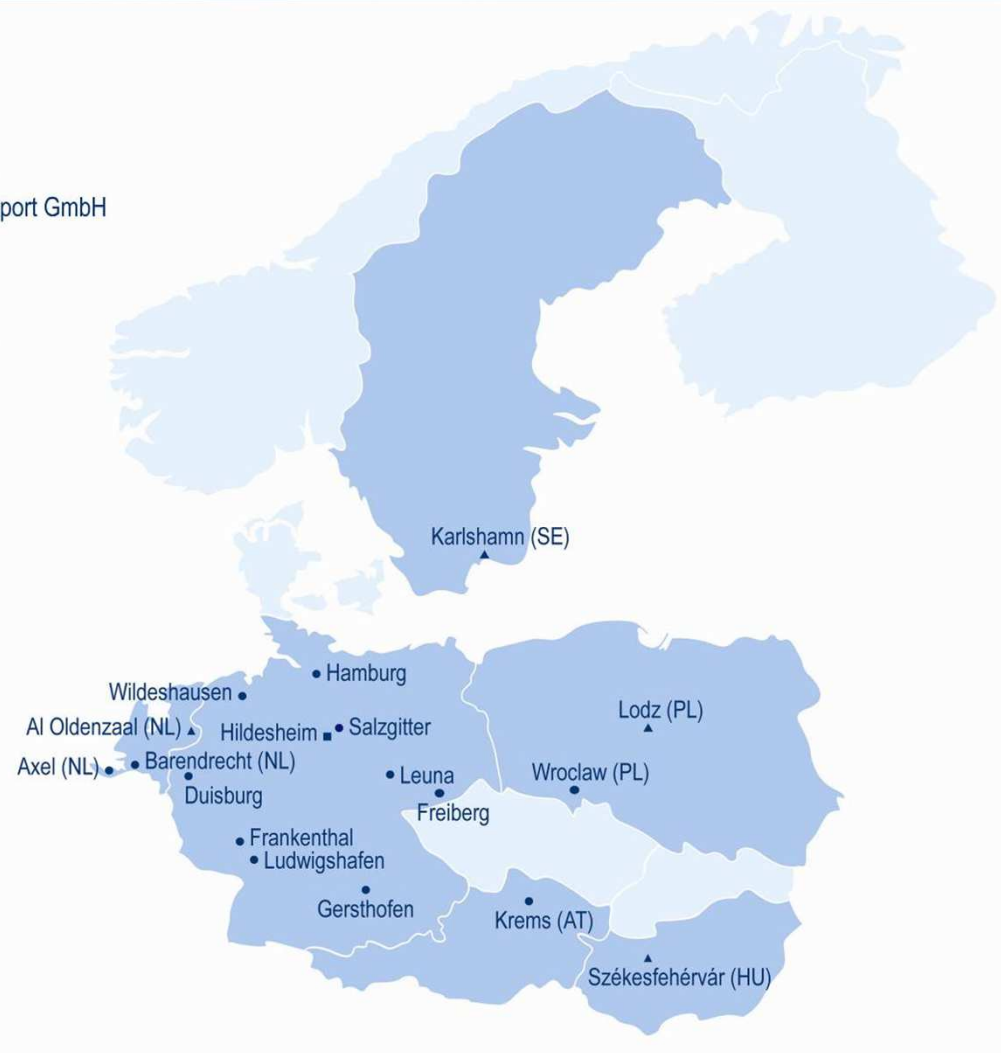 port GmbH
Karlshamn (SE)
Hamburg
Wildeshausen
Lodz (PL)
Al Oldenzaal (NL)
Hildesheim
Salzgitter
Axel (NL)
Barendrecht (NL)
Leuna
Wroclaw (PL)
Duisburg
Freiberg
Frankenthal
Ludwigshafen
Gersthofen
Krems (AT)
Székesfehérvár (HU)